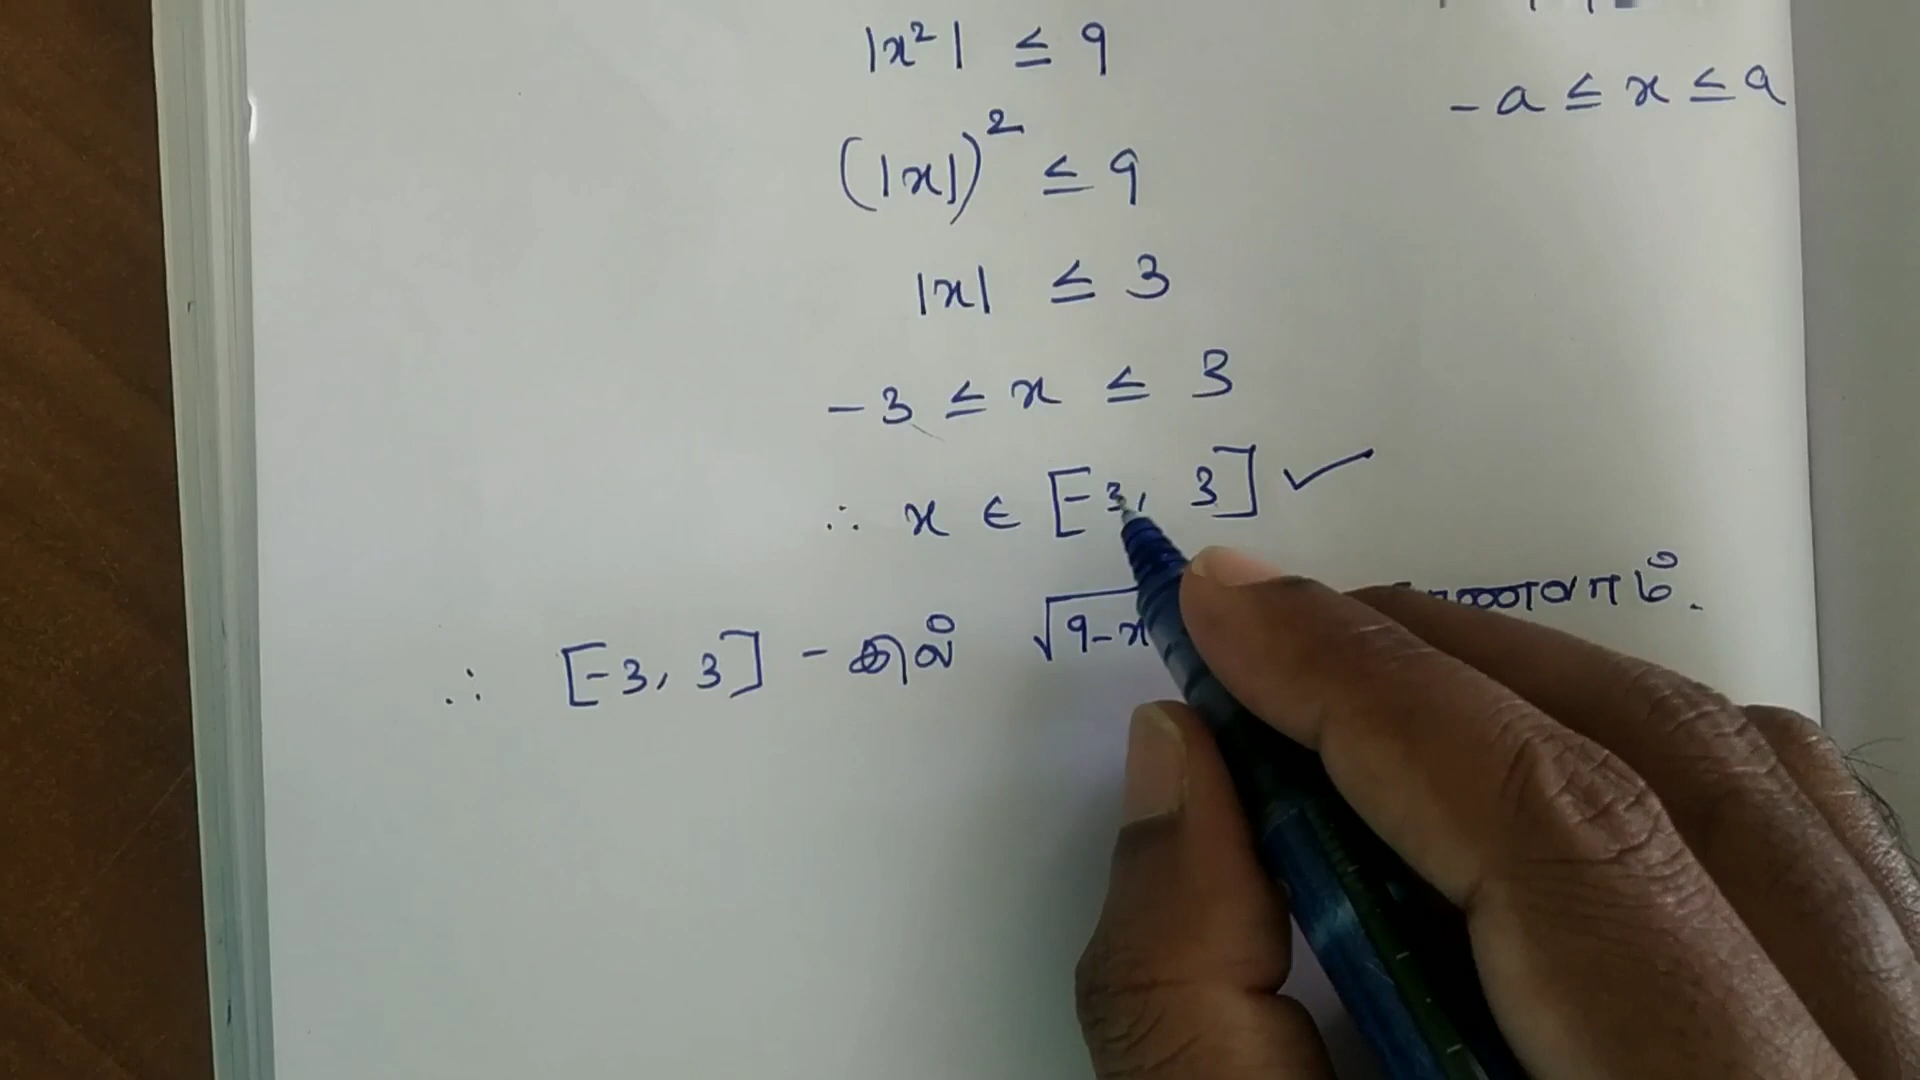 |x²| ≤ 9
-a ≤ x ≤ a
(|x|)² ≤ 9
|x| ≤ 3
-3 ≤ x ≤ 3
∴ x ∈ [-3, 3] ✓
∴ [-3, 3] - இல் √9-x